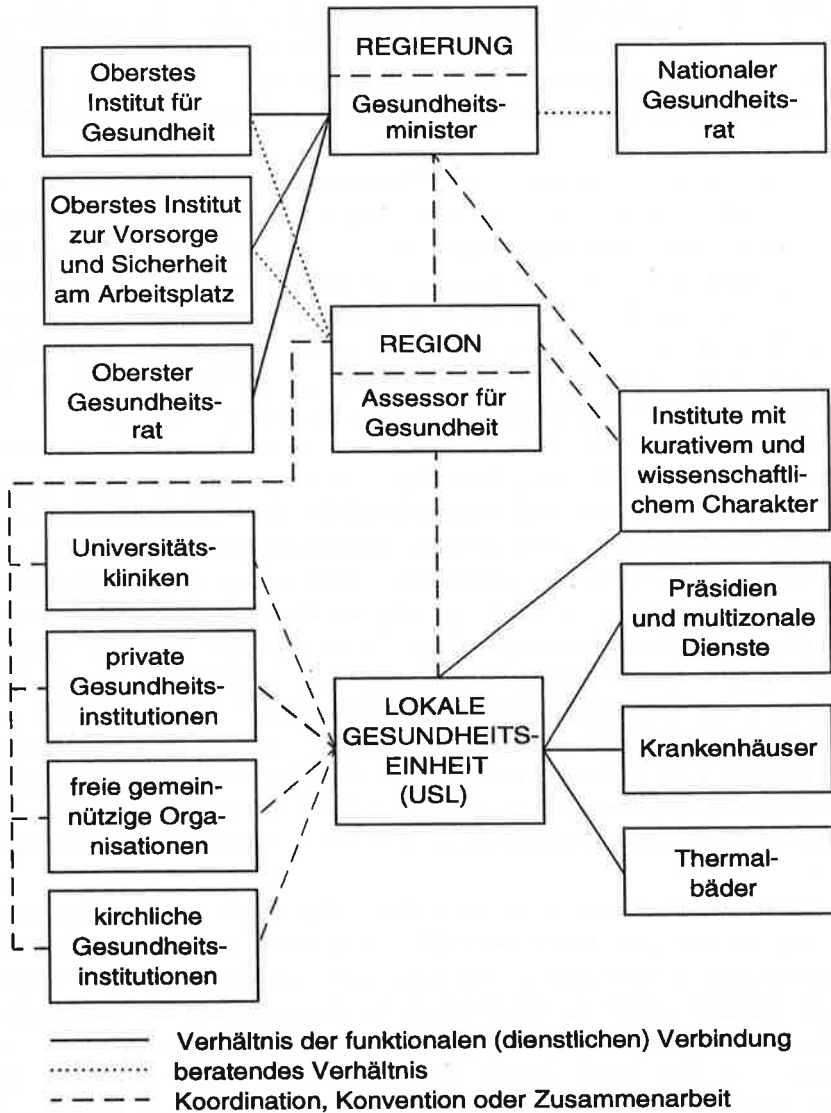 REGIERUNG
Gesundheits-
minister
Oberstes
Institut für
Gesundheit
Nationaler
Gesundheits-
rat
Oberstes Institut
zur Vorsorge
und Sicherheit
am Arbeitsplatz
REGION
Assessor für
Gesundheit
Oberster
Gesundheits-
rat
Institute mit
kurativem und
wissenschaftli-
chem Charakter
Universitäts-
kliniken
Präsidien
und multizonale
Dienste
private
Gesundheits-
institutionen
LOKALE
GESUNDHEITS-
EINHEIT
(USL)
Krankenhäuser
freie gemein-
nützige Orga-
nisationen
Thermal-
bäder
kirchliche
Gesundheits-
institutionen
Verhältnis der funktionalen (dienstlichen) Verbindung
beratendes Verhältnis
Koordination, Konvention oder Zusammenarbeit